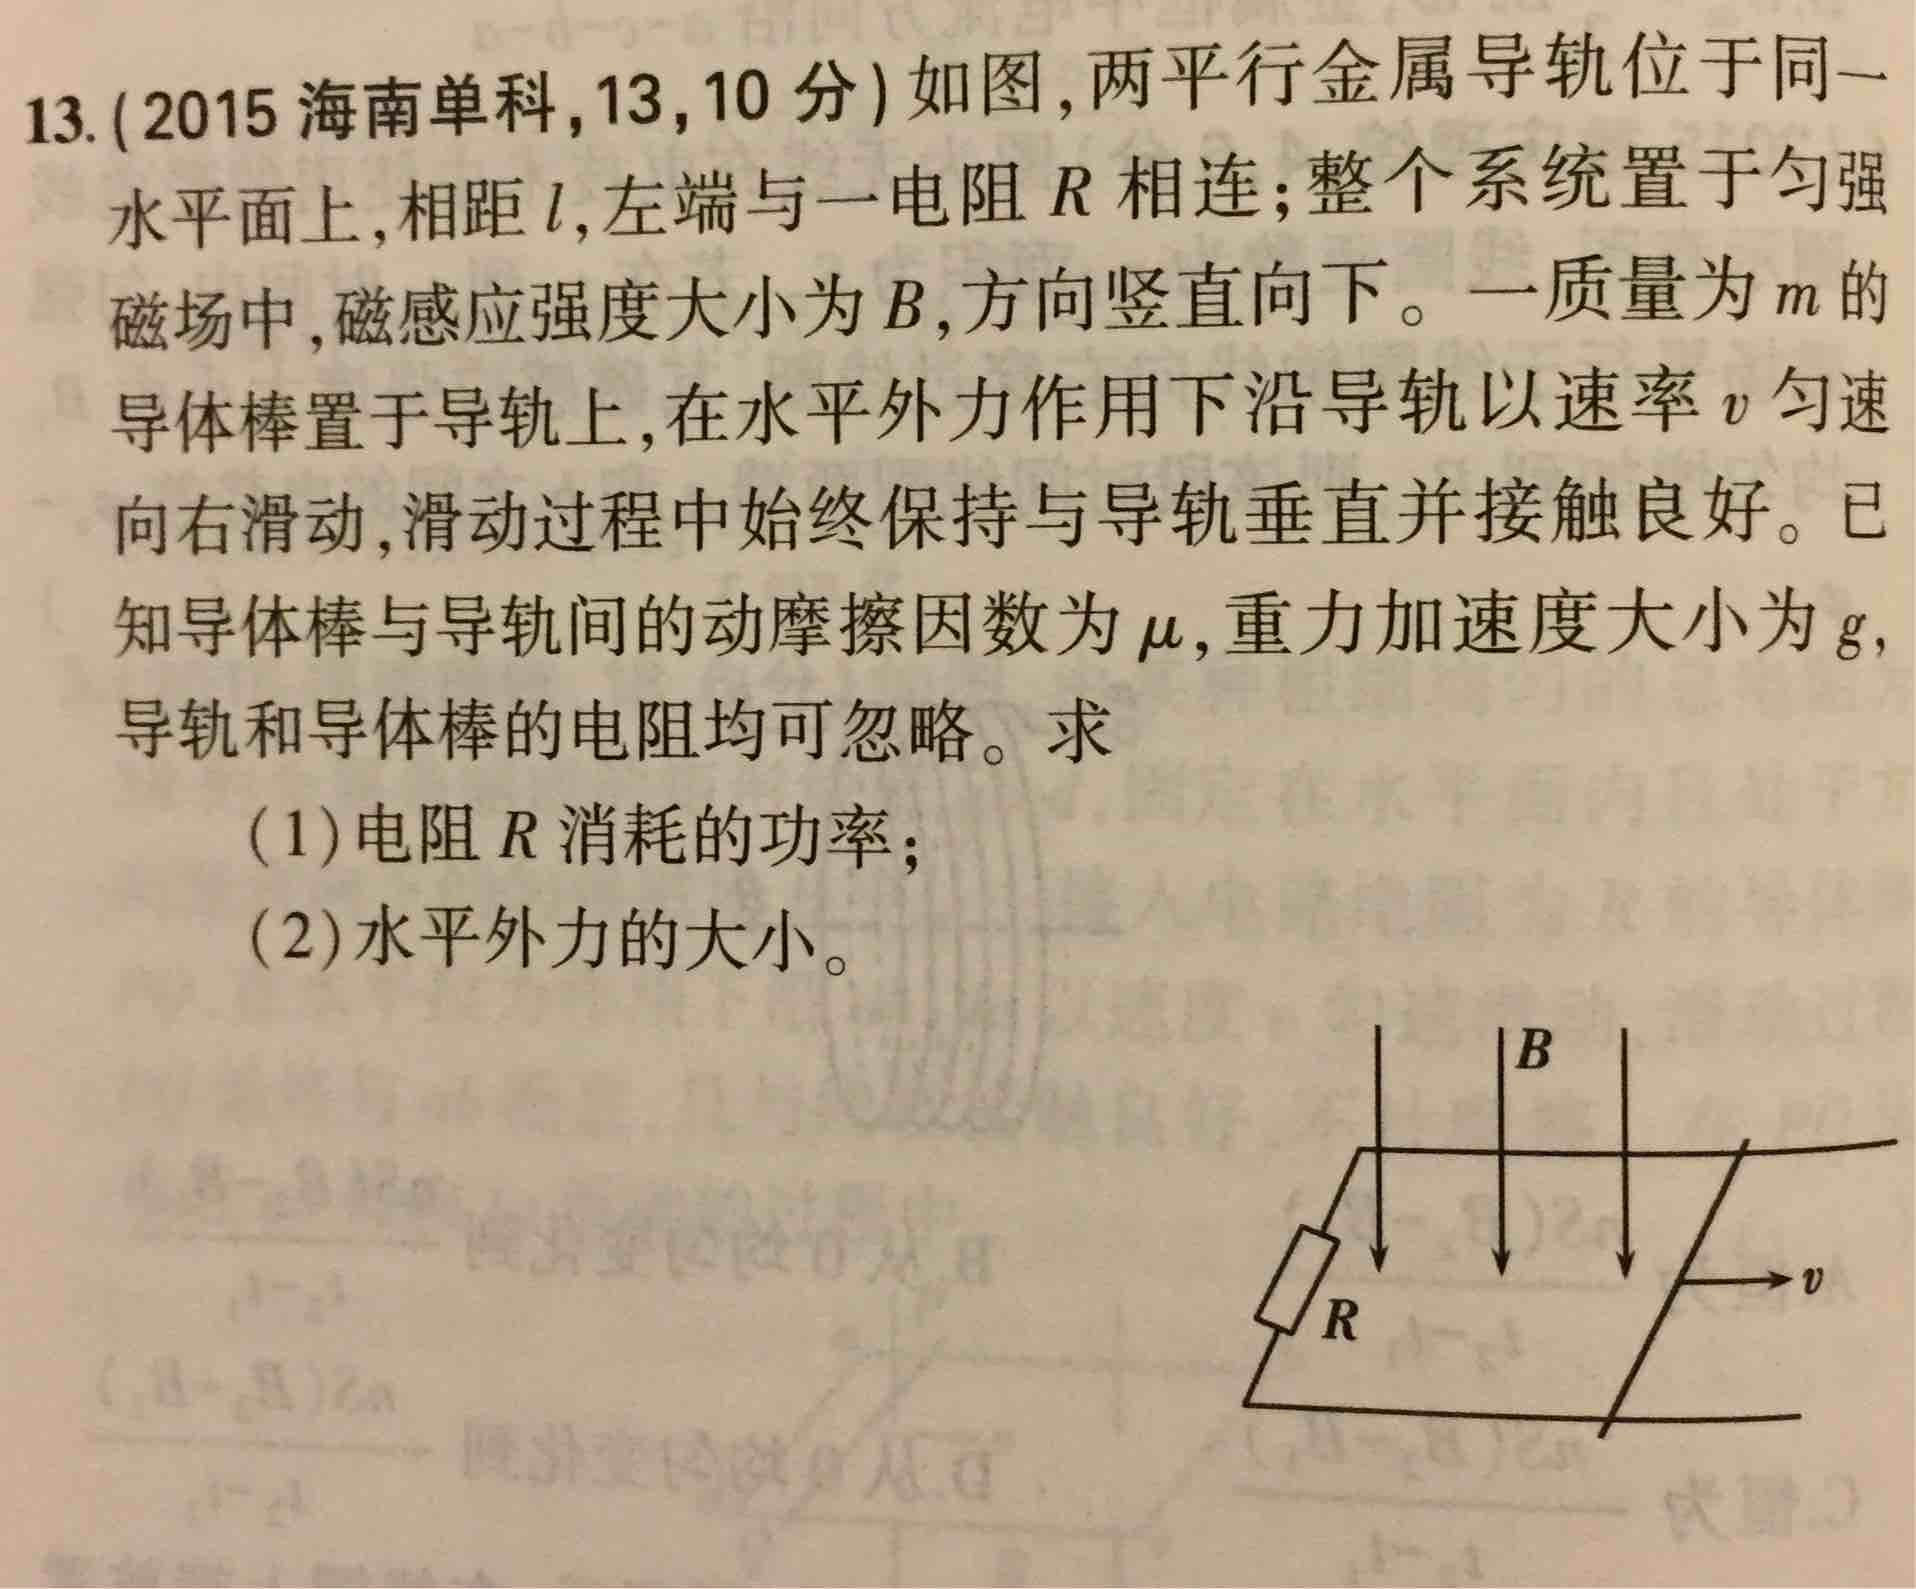 13.(2015 海南单科,13,10 分)如图,两平行金属导轨位于同一
水平面上,相距 l,左端与一电阻 R 相连;整个系统置于匀强
磁场中,磁感应强度大小为 B,方向竖直向下。一质量为 m 的
导体棒置于导轨上,在水平外力作用下沿导轨以速率 v 匀速
向右滑动,滑动过程中始终保持与导轨垂直并接触良好。已
知导体棒与导轨间的动摩擦因数为 μ,重力加速度大小为 g,
导轨和导体棒的电阻均可忽略。求
(1)电阻 R 消耗的功率;
(2)水平外力的大小。
B
v
R